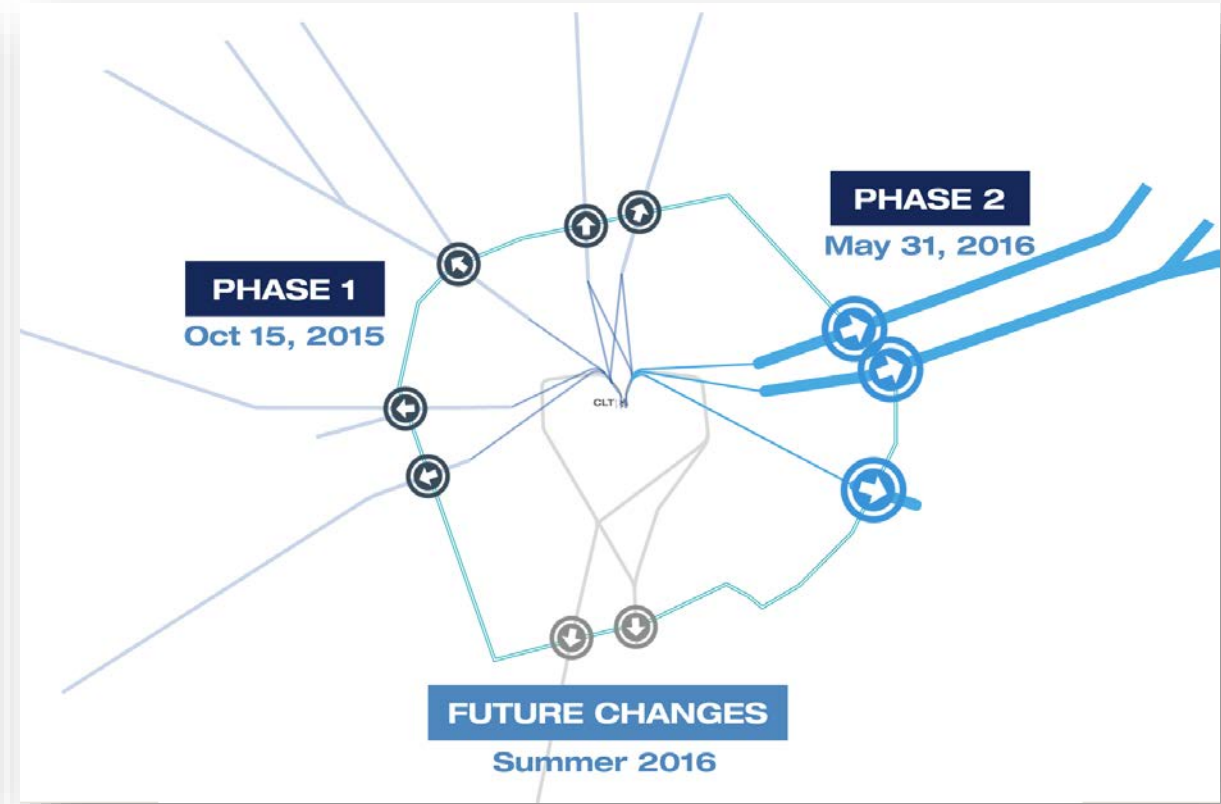 PHASE 2
May 31, 2016
PHASE 1
Oct 15, 2015
CLT
FUTURE CHANGES
Summer 2016